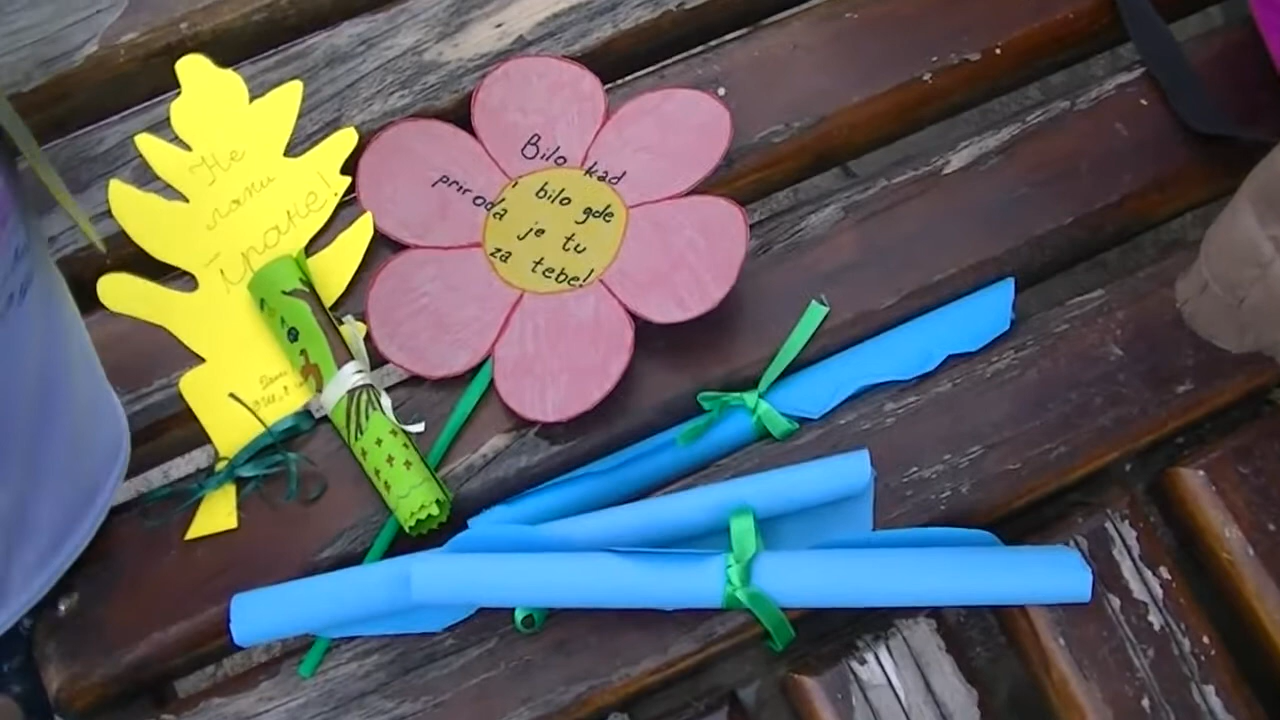 Не
ломи
гране!
Bilo kad
i bilo gde
priroda
je tu
za tebe!